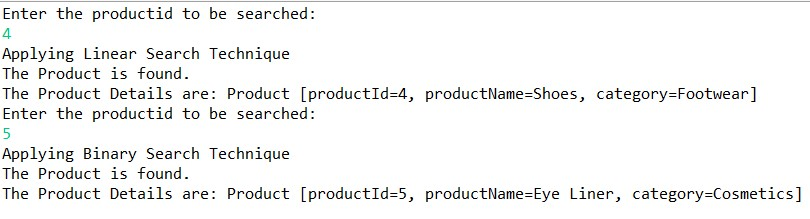 Enter the productid to be searched:
4
Applying Linear Search Technique
The Product is found.
The Product Details are: Product [productId=4, productName=Shoes, category=Footwear]
Enter the productid to be searched:
5
Applying Binary Search Technique
The Product is found.
The Product Details are: Product [productId=5, productName=Eye Liner, category=Cosmetics]